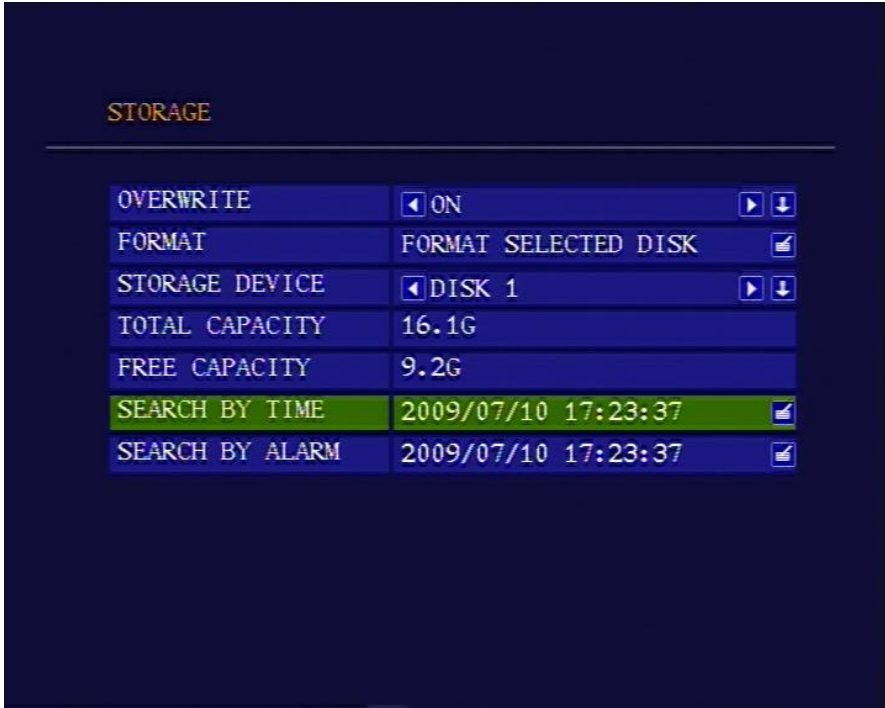 STORAGE
OVERWRITE ON
FORMAT FORMAT SELECTED DISK
STORAGE DEVICE DISK 1
TOTAL CAPACITY 16.1G
FREE CAPACITY 9.2G
SEARCH BY TIME 2009/07/10 17:23:37
SEARCH BY ALARM 2009/07/10 17:23:37